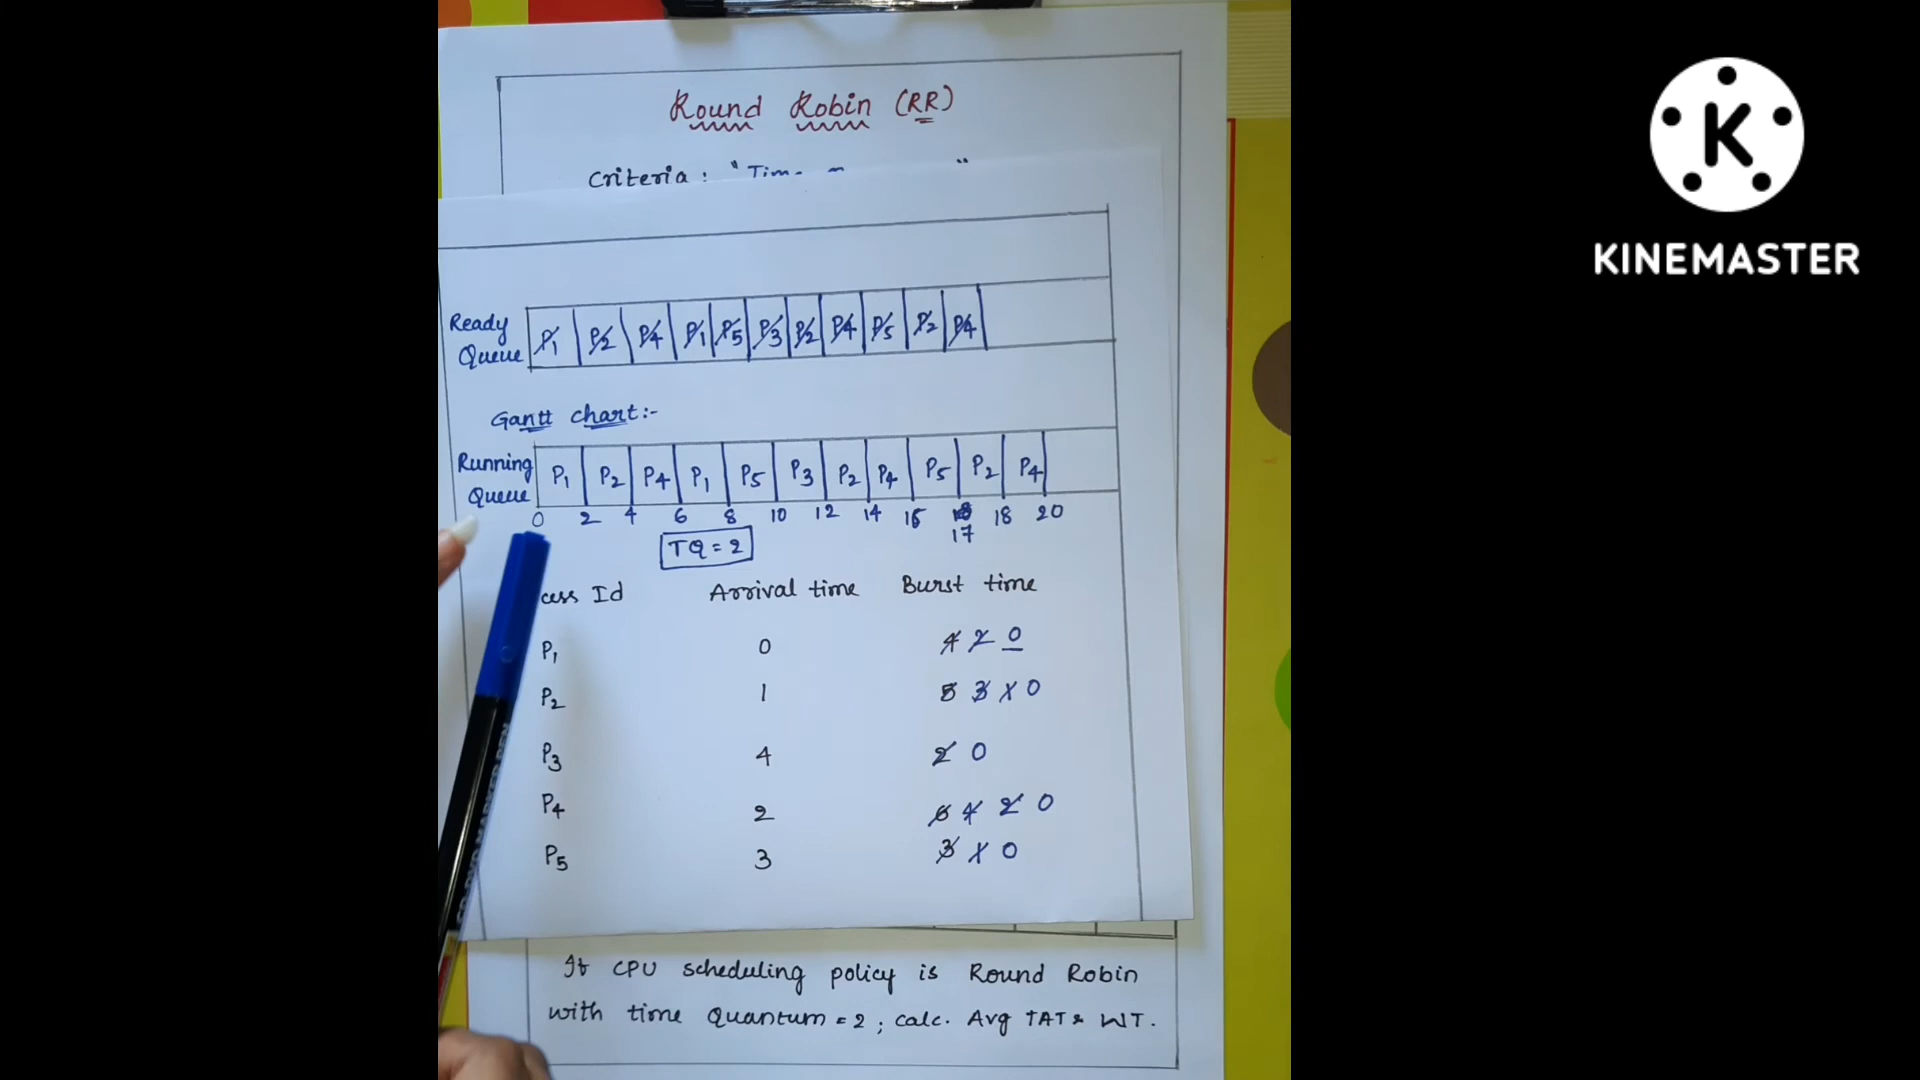 Round Robin (RR)
Criteria : "
K
KINEMASTER
Ready Queue P1 P2 P4 P1 P5 P3 P2 P4 P5 P2 P4
Gantt chart:-
Running Queue P1 P2 P4 P1 P5 P3 P2 P4 P5 P2 P4
0 2 4 6 8 10 12 14 16 18 20
17
TQ = 2
cess Id Arrival time Burst time
P1 0 4 2 0
P2 1 5 3 1 0
P3 4 2 0
P4 2 6 4 2 0
P5 3 3 1 0
If CPU scheduling policy is Round Robin
with time Quantum = 2 ; calc. Avg TAT & WT.